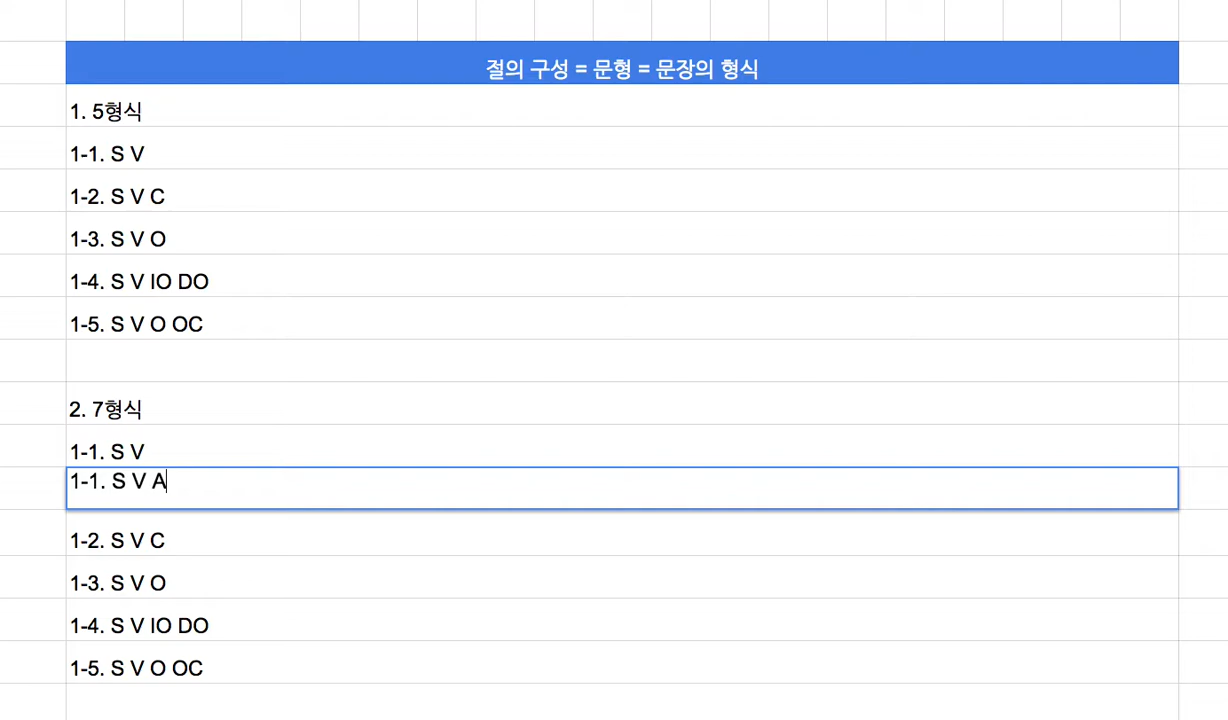 절의 구성 = 문형 = 문장의 형식
1. 5형식
1-1. S V
1-2. S V C
1-3. S V O
1-4. S V IO DO
1-5. S V O OC
2. 7형식
1-1. S V
1-1. S V A
1-2. S V C
1-3. S V O
1-4. S V IO DO
1-5. S V O OC